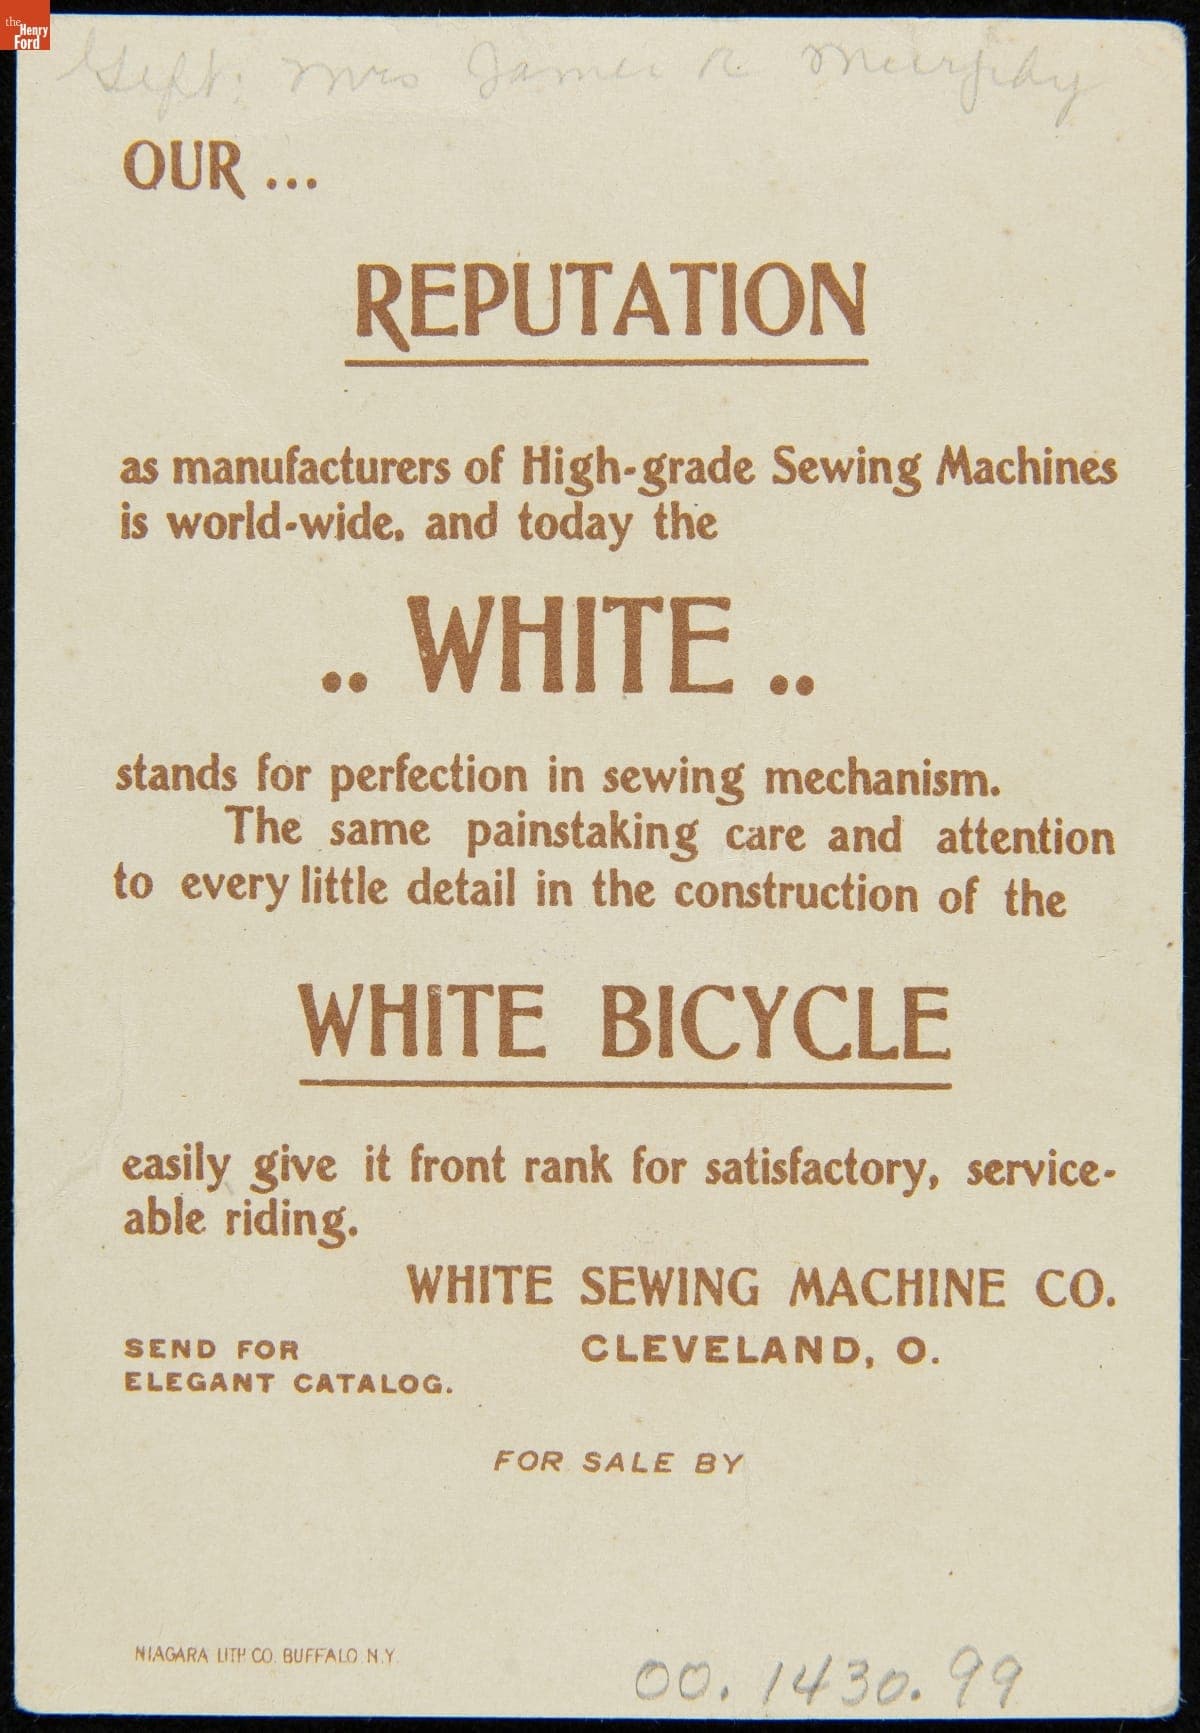 the
Henry
Ford
Gift: Mrs James R Murphy
OUR ...
REPUTATION
as manufacturers of High-grade Sewing Machines
is world-wide, and today the
.. WHITE ..
stands for perfection in sewing mechanism.
The same painstaking care and attention
to every little detail in the construction of the
WHITE BICYCLE
easily give it front rank for satisfactory, service-
able riding.
WHITE SEWING MACHINE CO.
CLEVELAND, O.
SEND FOR
ELEGANT CATALOG.
FOR SALE BY
NIAGARA LITH CO. BUFFALO N.Y.
00.1430.99